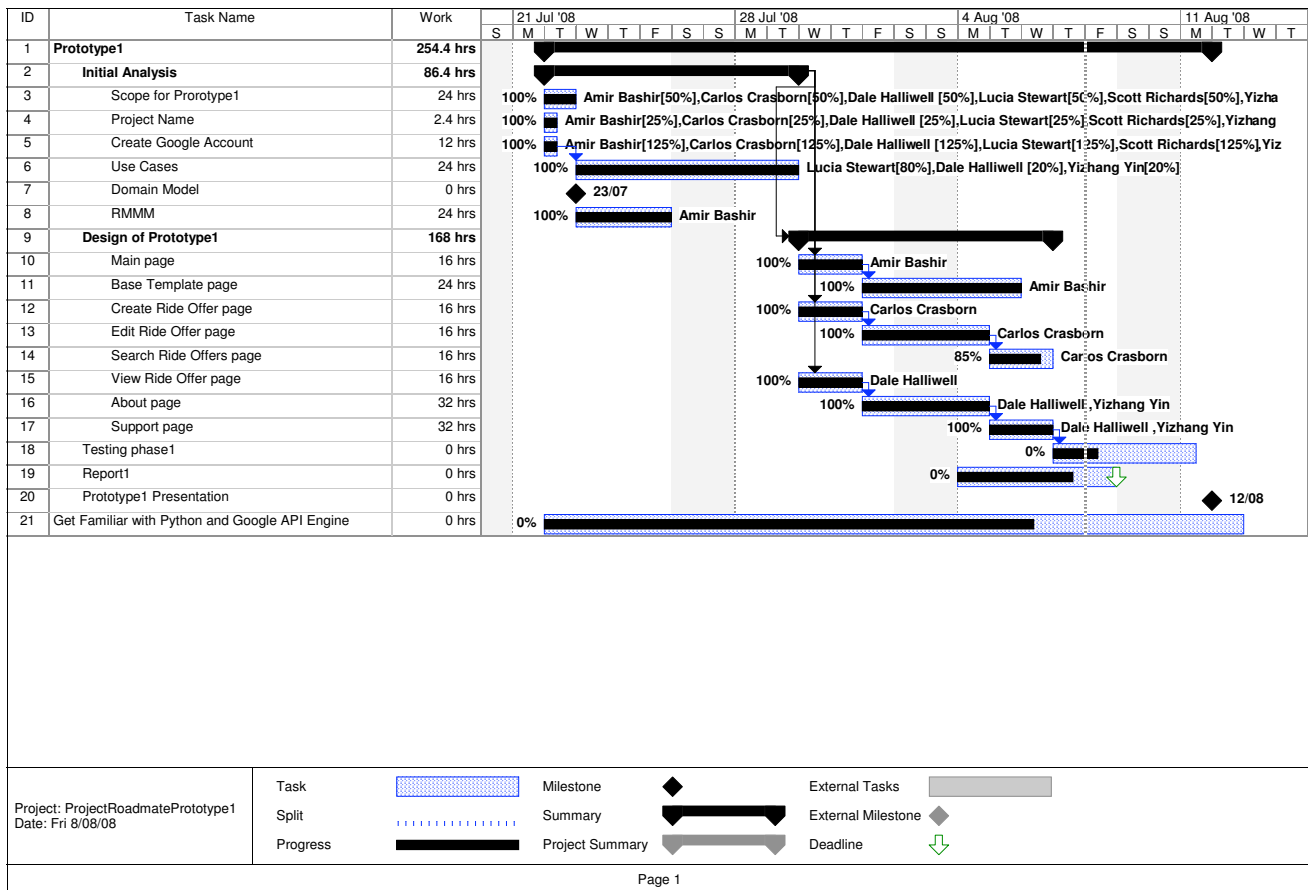 ID Task Name Work 21 Jul '08 28 Jul '08 4 Aug '08 11 Aug '08
S M T W T F S S M T W T F S S M T W T F S S M T W T
1 Prototype1 254.4 hrs
2 Initial Analysis 86.4 hrs
3 Scope for Prorotype1 24 hrs 100% Amir Bashir[50%],Carlos Crasborn[50%],Dale Halliwell [50%],Lucia Stewart[50%],Scott Richards[50%],Yizha
4 Project Name 2.4 hrs 100% Amir Bashir[25%],Carlos Crasborn[25%],Dale Halliwell [25%],Lucia Stewart[25%],Scott Richards[25%],Yizhang
5 Create Google Account 12 hrs 100% Amir Bashir[125%],Carlos Crasborn[125%],Dale Halliwell [125%],Lucia Stewart[125%],Scott Richards[125%],Yiz
6 Use Cases 24 hrs 100% Lucia Stewart[80%],Dale Halliwell [20%],Yizhang Yin[20%]
7 Domain Model 0 hrs 23/07
8 RMMM 24 hrs 100% Amir Bashir
9 Design of Prototype1 168 hrs
10 Main page 16 hrs 100% Amir Bashir
11 Base Template page 24 hrs 100% Amir Bashir
12 Create Ride Offer page 16 hrs 100% Carlos Crasborn
13 Edit Ride Offer page 16 hrs 100% Carlos Crasborn
14 Search Ride Offers page 16 hrs 85% Carlos Crasborn
15 View Ride Offer page 16 hrs 100% Dale Halliwell
16 About page 32 hrs 100% Dale Halliwell ,Yizhang Yin
17 Support page 32 hrs 100% Dale Halliwell ,Yizhang Yin
18 Testing phase1 0 hrs 0%
19 Report1 0 hrs 0%
20 Prototype1 Presentation 0 hrs 12/08
21 Get Familiar with Python and Google API Engine 0 hrs 0%
Project: ProjectRoadmatePrototype1
Date: Fri 8/08/08
Task Milestone External Tasks
Split Summary External Milestone
Progress Project Summary Deadline
Page 1